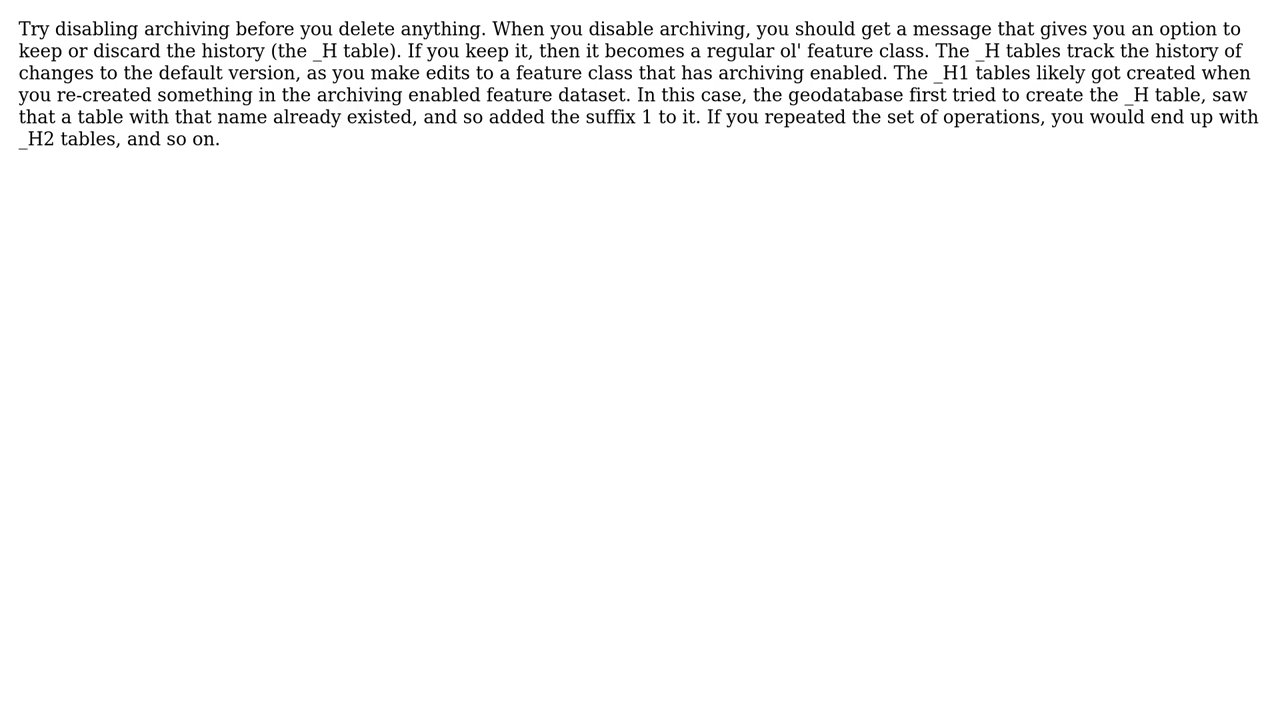 Try disabling archiving before you delete anything. When you disable archiving, you should get a message that gives you an option to
keep or discard the history (the _H table). If you keep it, then it becomes a regular ol' feature class. The _H tables track the history of
changes to the default version, as you make edits to a feature class that has archiving enabled. The _H1 tables likely got created when
you re-created something in the archiving enabled feature dataset. In this case, the geodatabase first tried to create the _H table, saw
that a table with that name already existed, and so added the suffix 1 to it. If you repeated the set of operations, you would end up with
_H2 tables, and so on.